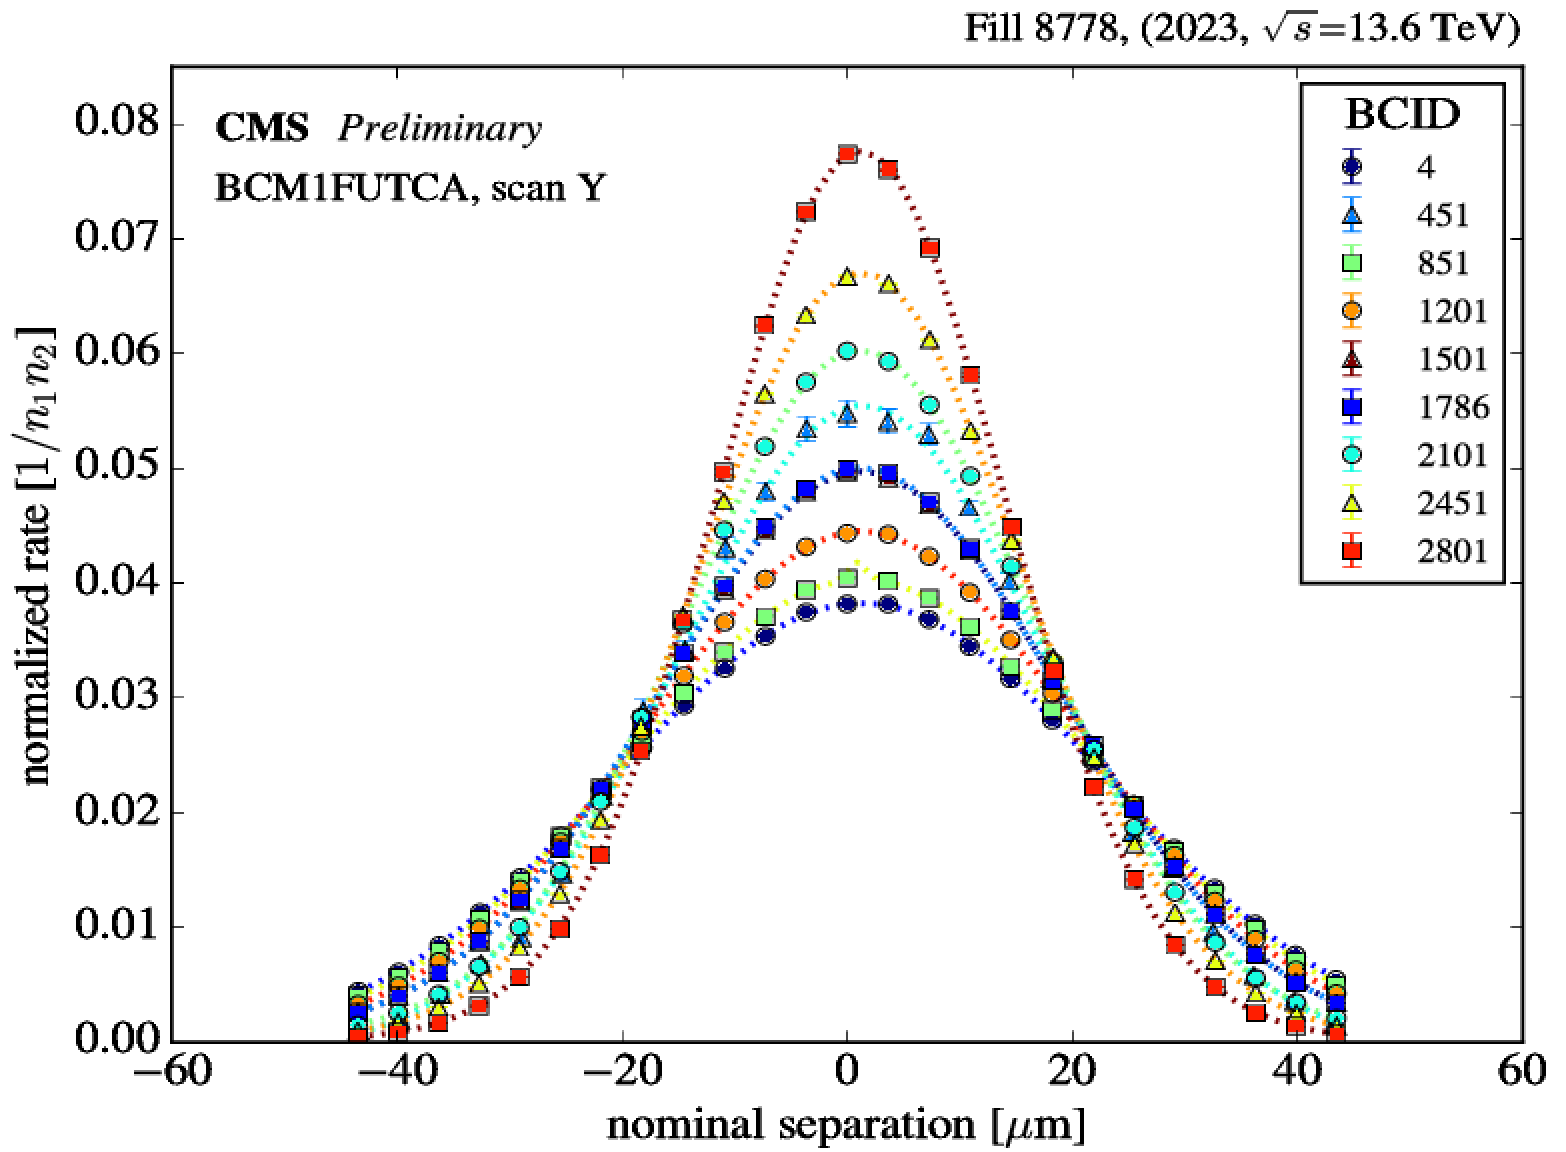 Fill 8778, (2023, √s=13.6 TeV)
CMS Preliminary
BCM1FUTCA, scan Y
BCID
4
451
851
1201
1501
1786
2101
2451
2801
normalized rate [1/n₁n₂]
0.08
0.07
0.06
0.05
0.04
0.03
0.02
0.01
0.00
−60 −40 −20 0 20 40 60
nominal separation [μm]